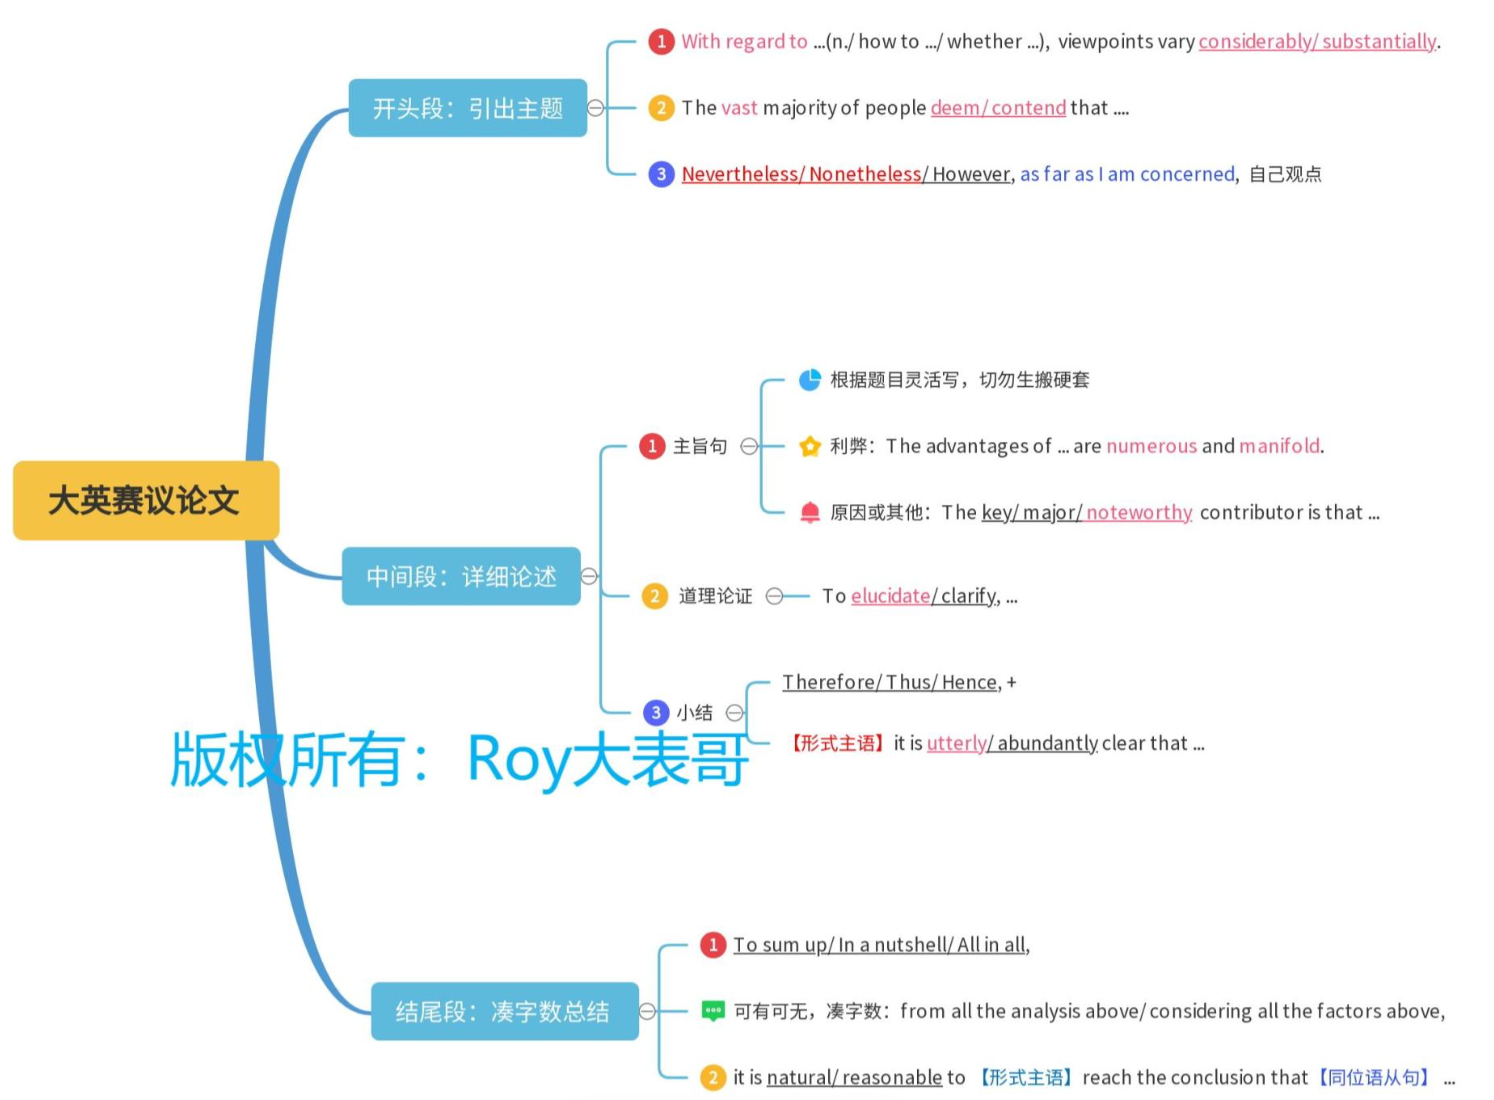 1 With regard to ...(n./ how to .../ whether ...), viewpoints vary considerably/ substantially.
开头段：引出主题
2 The vast majority of people deem/ contend that ....
3 Nevertheless/ Nonetheless/ However, as far as I am concerned, 自己观点
根据题目灵活写，切勿生搬硬套
1 主旨句
利弊：The advantages of ... are numerous and manifold.
原因或其他：The key/ major/ noteworthy contributor is that ...
大英赛议论文
中间段：详细论述
2 道理论证
To elucidate/ clarify, ...
3 小结
Therefore/ Thus/ Hence, +
【形式主语】it is utterly/ abundantly clear that ...
版权所有：Roy大表哥
结尾段：凑字数总结
1 To sum up/ In a nutshell/ All in all,
可有可无，凑字数：from all the analysis above/ considering all the factors above,
2 it is natural/ reasonable to 【形式主语】reach the conclusion that【同位语从句】 ...